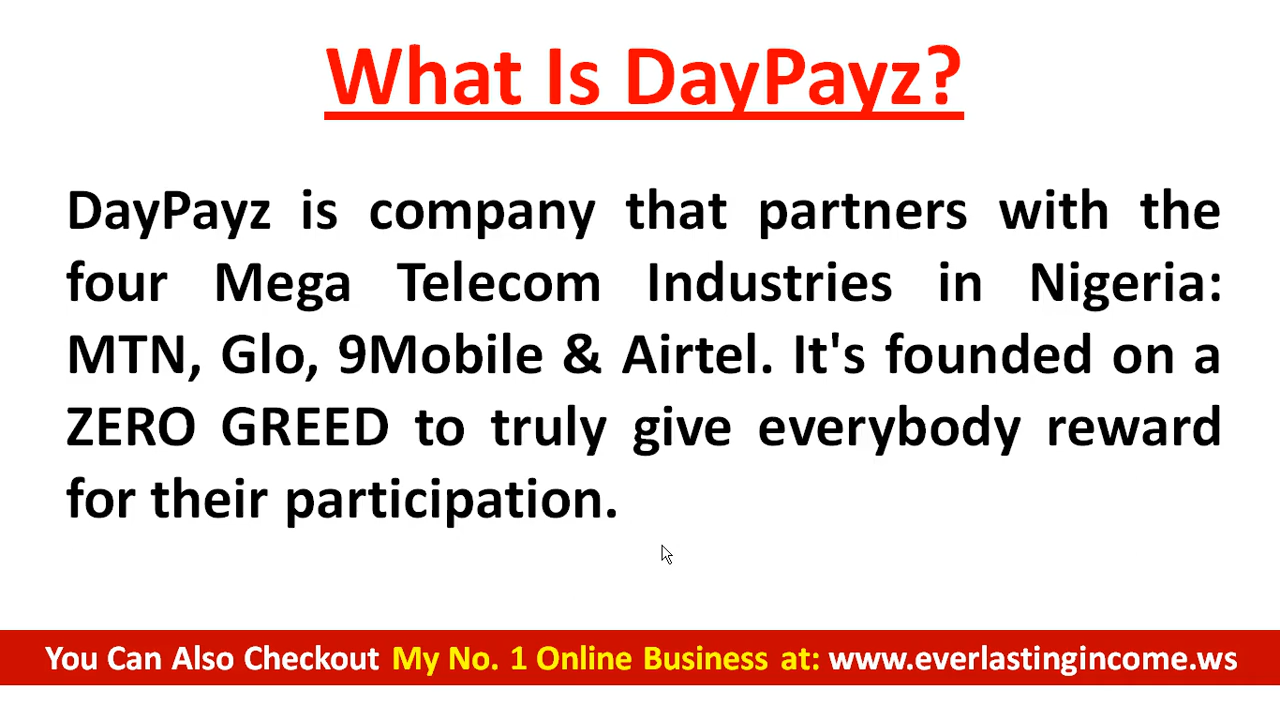 What Is DayPayz?
DayPayz is company that partners with the
four Mega Telecom Industries in Nigeria:
MTN, Glo, 9Mobile & Airtel. It's founded on a
ZERO GREED to truly give everybody reward
for their participation.
You Can Also Checkout My No. 1 Online Business at: www.everlastingincome.ws